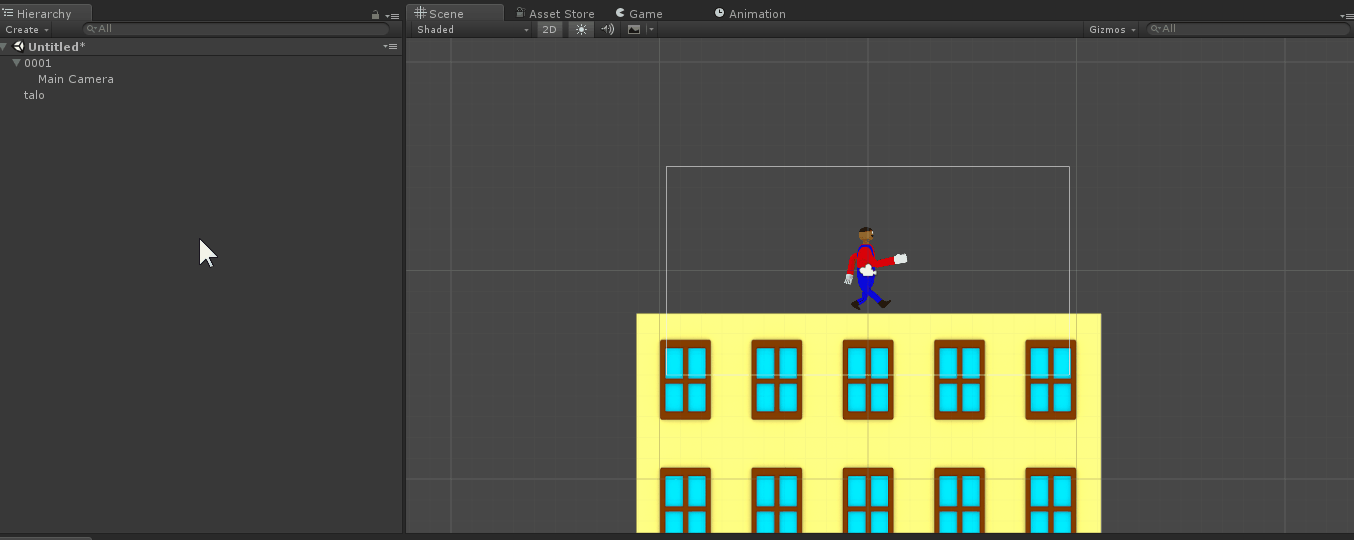 Hierarchy
Create
All
Untitled*
0001
Main Camera
talo
Scene
Asset Store
Game
Animation
Shaded
2D
Gizmos
All